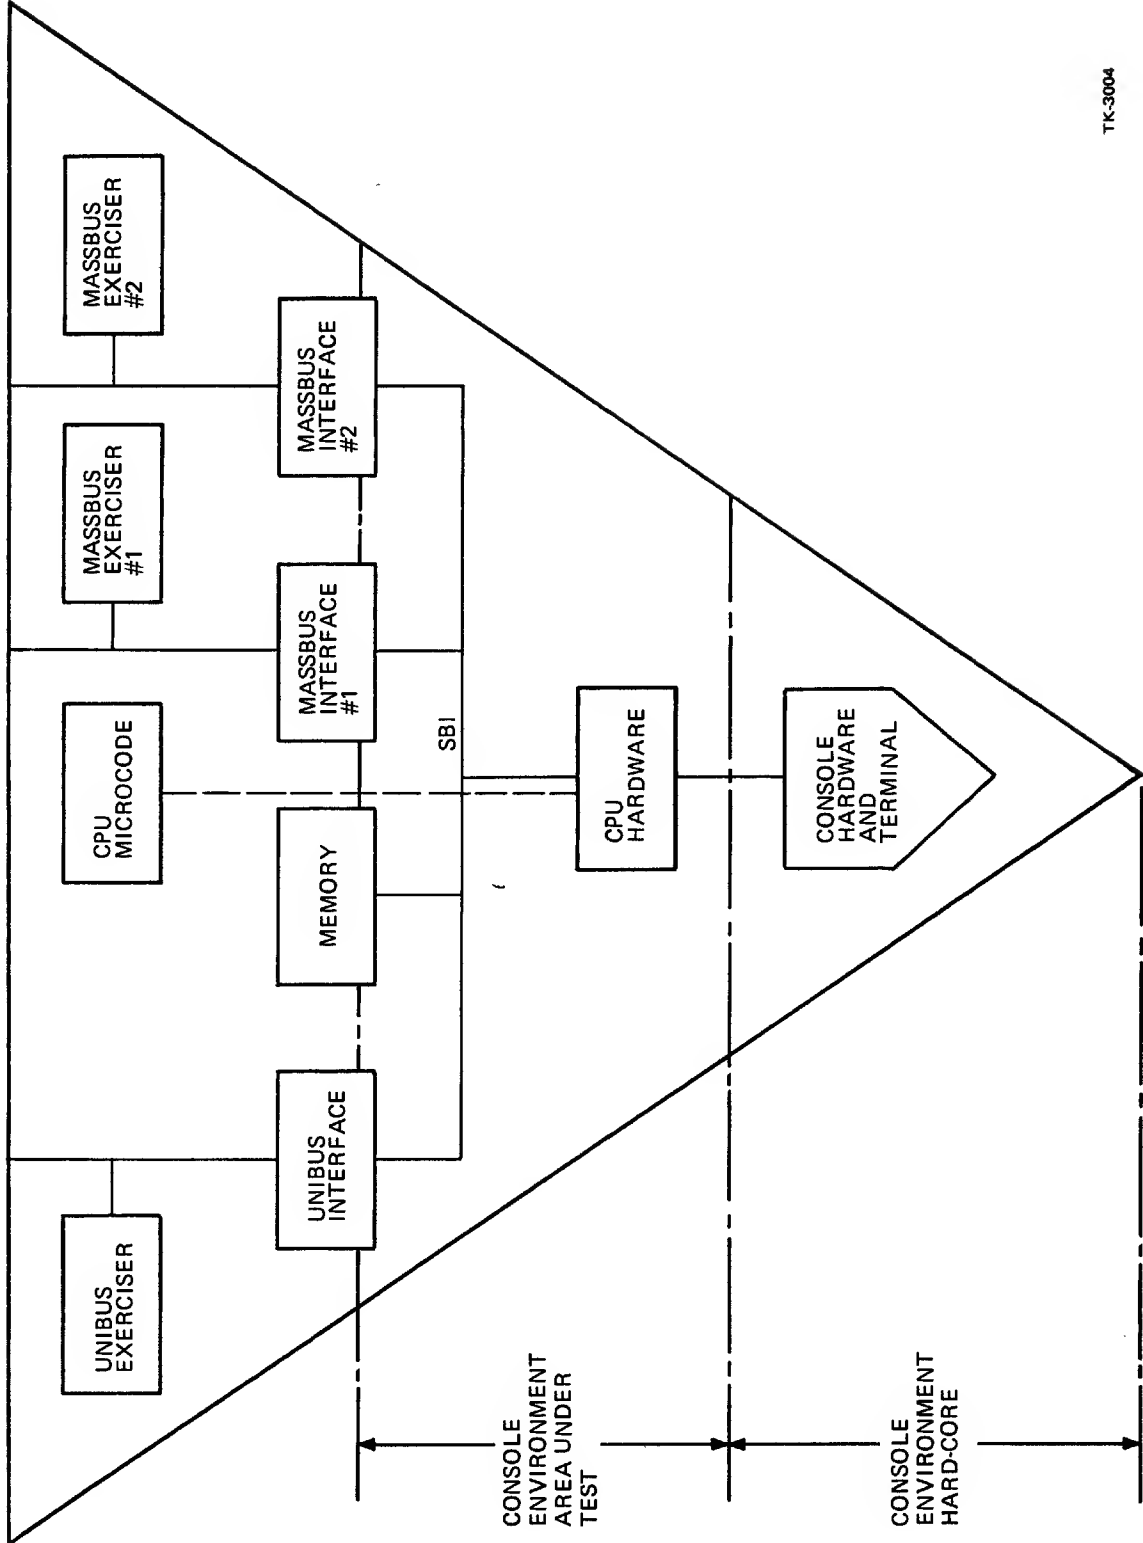 UNIBUS
EXERCISER
CPU
MICROCODE
MASSBUS
EXERCISER
#1
MASSBUS
EXERCISER
#2
UNIBUS
INTERFACE
MEMORY
MASSBUS
INTERFACE
#1
MASSBUS
INTERFACE
#2
SBI
CONSOLE
ENVIRONMENT
AREA UNDER
TEST
CPU
HARDWARE
CONSOLE
HARDWARE
AND
TERMINAL
CONSOLE
ENVIRONMENT
HARD-CORE
TK-3004